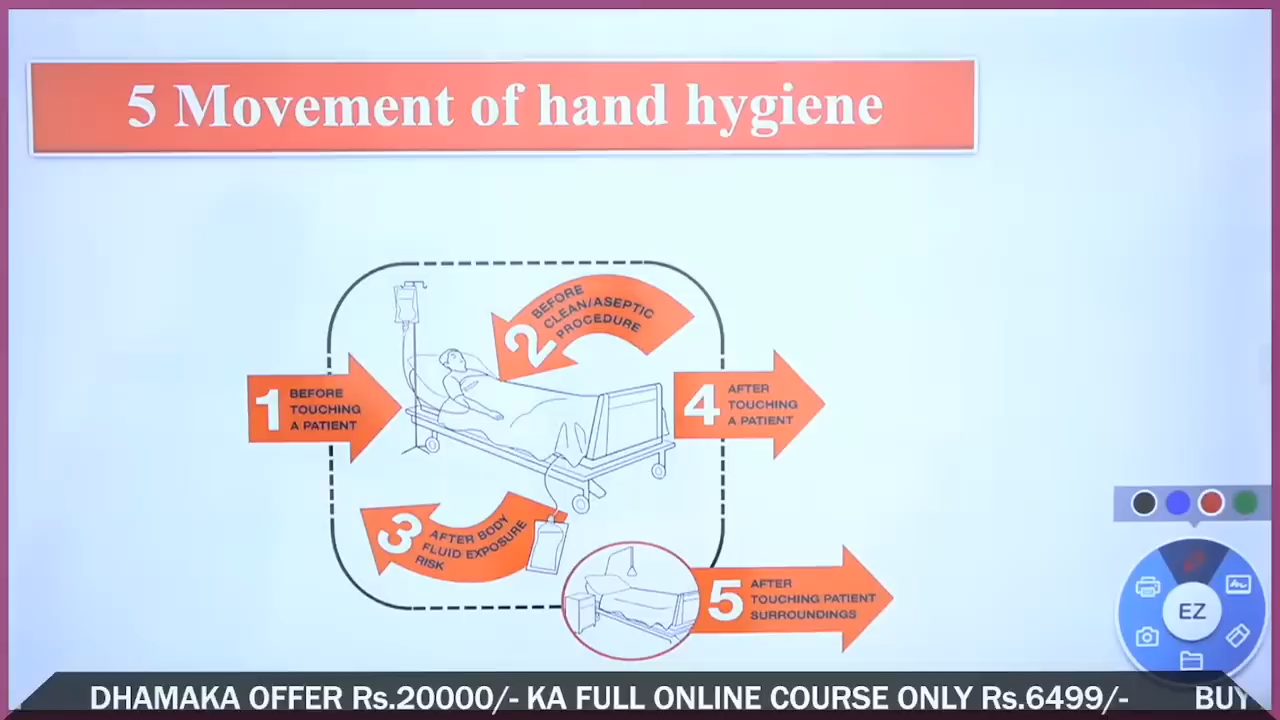 5 Movement of hand hygiene
1 BEFORE
TOUCHING
A PATIENT
2 BEFORE
CLEAN/ASEPTIC
PROCEDURE
3 AFTER BODY
FLUID EXPOSURE
RISK
4 AFTER
TOUCHING
A PATIENT
5 AFTER
TOUCHING PATIENT
SURROUNDINGS
EZ
DHAMAKA OFFER Rs.20000/- KA FULL ONLINE COURSE ONLY Rs.6499/- BUY